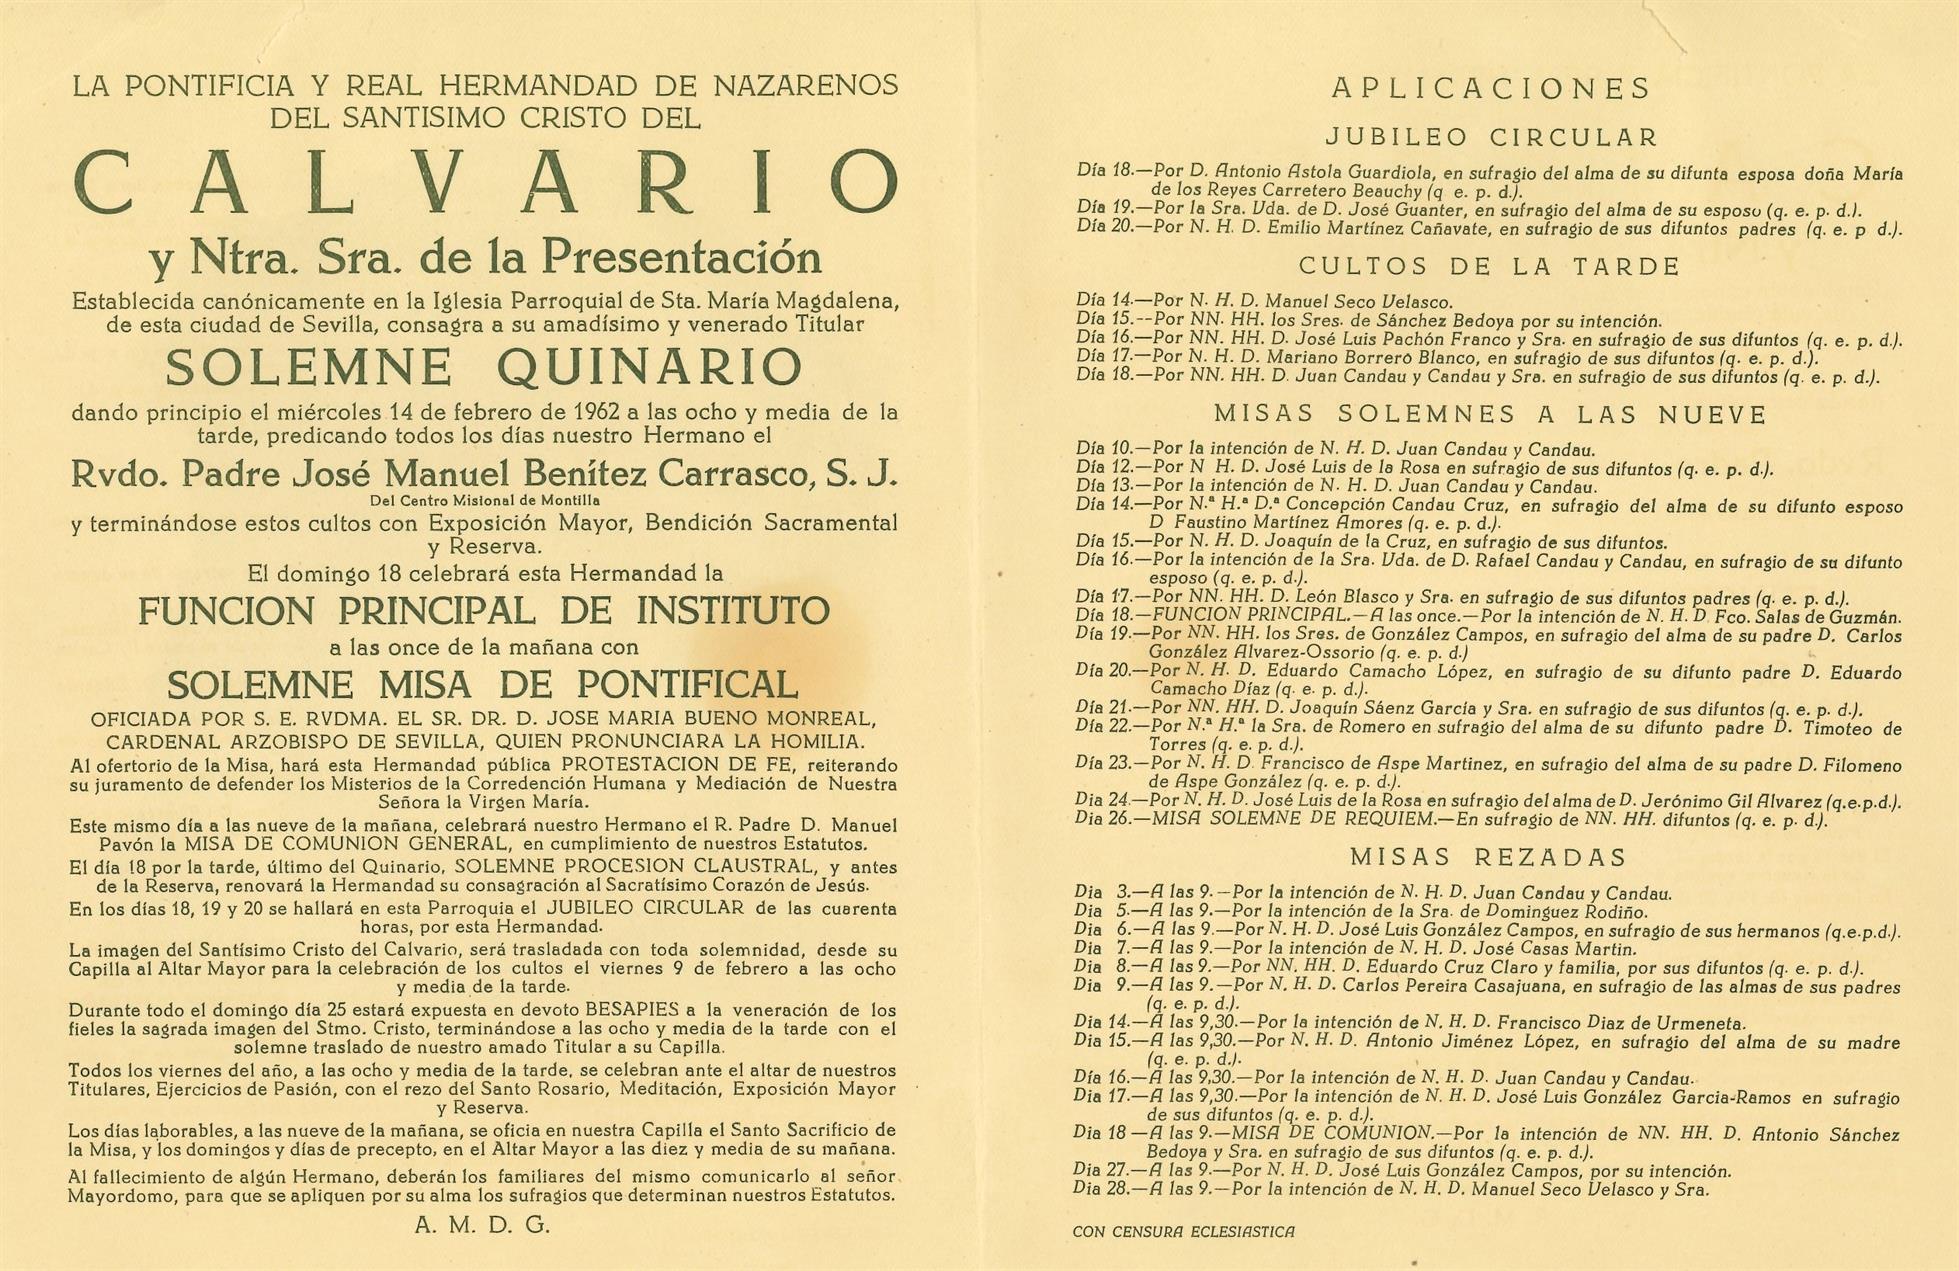 LA PONTIFICIA Y REAL HERMANDAD DE NAZARENOS
DEL SANTISIMO CRISTO DEL
CALVARIO
y Ntra. Sra. de la Presentación
Establecida canónicamente en la Iglesia Parroquial de Sta. María Magdalena,
de esta ciudad de Sevilla, consagra a su amadísimo y venerado Titular
SOLEMNE QUINARIO
dando principio el miércoles 14 de febrero de 1962 a las ocho y media de la
tarde, predicando todos los días nuestro Hermano el
Rvdo. Padre José Manuel Benítez Carrasco, S. J.
Del Centro Misional de Montilla
y terminándose estos cultos con Exposición Mayor, Bendición Sacramental
y Reserva.
El domingo 18 celebrará esta Hermandad la
FUNCION PRINCIPAL DE INSTITUTO
a las once de la mañana con
SOLEMNE MISA DE PONTIFICAL
OFICIADA POR S. E. RVDMA. EL SR. DR. D. JOSE MARIA BUENO MONREAL,
CARDENAL ARZOBISPO DE SEVILLA, QUIEN PRONUNCIARA LA HOMILIA.
Al ofertorio de la Misa, hará esta Hermandad pública PROTESTACION DE FE, reiterando
su juramento de defender los Misterios de la Corredención Humana y Mediación de Nuestra
Señora la Virgen María.
Este mismo día a las nueve de la mañana, celebrará nuestro Hermano el R. Padre D. Manuel
Pavón la MISA DE COMUNION GENERAL, en cumplimiento de nuestros Estatutos.
El día 18 por la tarde, último del Quinario, SOLEMNE PROCESION CLAUSTRAL, y antes
de la Reserva, renovará la Hermandad su consagración al Sacratísimo Corazón de Jesús.
En los días 18, 19 y 20 se hallará en esta Parroquia el JUBILEO CIRCULAR de las cuarenta
horas, por esta Hermandad.
La imagen del Santísimo Cristo del Calvario, será trasladada con toda solemnidad, desde su
Capilla al Altar Mayor para la celebración de los cultos el viernes 9 de febrero a las ocho
y media de la tarde.
Durante todo el domingo día 25 estará expuesta en devoto BESAPIES a la veneración de los
fieles la sagrada imagen del Stmo. Cristo, terminándose a las ocho y media de la tarde con el
solemne traslado de nuestro amado Titular a su Capilla.
Todos los viernes del año, a las ocho y media de la tarde, se celebran ante el altar de nuestros
Titulares, Ejercicios de Pasión, con el rezo del Santo Rosario, Meditación, Exposición Mayor
y Reserva.
Los días laborables, a las nueve de la mañana, se oficia en nuestra Capilla el Santo Sacrificio de
la Misa, y los domingos y días de precepto, en el Altar Mayor a las diez y media de su mañana.
Al fallecimiento de algún Hermano, deberán los familiares del mismo comunicarlo al señor
Mayordomo, para que se apliquen por su alma los sufragios que determinan nuestros Estatutos.
A. M. D. G.
APLICACIONES
JUBILEO CIRCULAR
Día 18.—Por D. Antonio Astola Guardiola, en sufragio del alma de su difunta esposa doña María
de los Reyes Carretero Beauchy (q e. p. d.).
Día 19.—Por la Sra. Vda. de D. José Guanter, en sufragio del alma de su esposo (q. e. p. d.).
Día 20.—Por N. H. D. Emilio Martínez Cañavate, en sufragio de sus difuntos padres (q. e. p d.).
CULTOS DE LA TARDE
Día 14.—Por N. H. D. Manuel Seco Velasco.
Día 15.--Por NN. HH. los Sres. de Sánchez Bedoya por su intención.
Día 16.—Por NN. HH. D. José Luis Pachón Franco y Sra. en sufragio de sus difuntos (q. e. p. d.).
Día 17.—Por N. H. D. Mariano Borrero Blanco, en sufragio de sus difuntos (q. e. p. d.).
Día 18.—Por NN. HH. D. Juan Candau y Candau y Sra. en sufragio de sus difuntos (q. e. p. d.).
MISAS SOLEMNES A LAS NUEVE
Día 10.—Por la intención de N. H. D. Juan Candau y Candau.
Día 12.—Por N H. D. José Luis de la Rosa en sufragio de sus difuntos (q. e. p. d.).
Día 13.—Por la intención de N. H. D. Juan Candau y Candau.
Día 14.—Por N.ª H.ª D.ª Concepción Candau Cruz, en sufragio del alma de su difunto esposo
D Faustino Martínez Amores (q. e. p. d.).
Día 15.—Por N. H. D. Joaquín de la Cruz, en sufragio de sus difuntos.
Día 16.—Por la intención de la Sra. Vda. de D. Rafael Candau y Candau, en sufragio de su difunto
esposo (q. e. p. d.).
Día 17.—Por NN. HH. D. León Blasco y Sra. en sufragio de sus difuntos padres (q. e. p. d.).
Día 18.—FUNCION PRINCIPAL.—A las once.—Por la intención de N. H. D. Fco. Salas de Guzmán.
Día 19.—Por NN. HH. los Sres. de González Campos, en sufragio del alma de su padre D. Carlos
González Alvarez-Ossorio (q. e. p. d.)
Día 20.—Por N. H. D. Eduardo Camacho López, en sufragio de su difunto padre D. Eduardo
Camacho Díaz (q. e. p. d.).
Día 21.—Por NN. HH. D. Joaquín Sáenz García y Sra. en sufragio de sus difuntos (q. e. p. d.).
Día 22.—Por N.ª H.ª la Sra. de Romero en sufragio del alma de su difunto padre D. Timoteo de
Torres (q. e. p. d.).
Día 23.—Por N. H. D. Francisco de Aspe Martinez, en sufragio del alma de su padre D. Filomeno
de Aspe González (q. e. p. d.).
Dia 24.—Por N. H. D. José Luis de la Rosa en sufragio del alma de D. Jerónimo Gil Alvarez (q.e.p.d.).
Dia 26.—MISA SOLEMNE DE REQUIEM.—En sufragio de NN. HH. difuntos (q. e. p. d.).
MISAS REZADAS
Dia 3.—A las 9.—Por la intención de N. H. D. Juan Candau y Candau.
Dia 5.—A las 9.—Por la intención de la Sra. de Dominguez Rodiño.
Dia 6.—A las 9.—Por N. H. D. José Luis González Campos, en sufragio de sus hermanos (q.e.p.d.).
Dia 7.—A las 9.—Por la intención de N. H. D. José Casas Martin.
Dia 8.—A las 9.—Por NN. HH. D. Eduardo Cruz Claro y familia, por sus difuntos (q. e. p. d.).
Dia 9.—A las 9.—Por N. H. D. Carlos Pereira Casajuana, en sufragio de las almas de sus padres
(q. e. p. d.).
Dia 14.—A las 9,30.—Por la intención de N. H. D. Francisco Diaz de Urmeneta.
Dia 15.—A las 9,30.—Por N. H. D. Antonio Jiménez López, en sufragio del alma de su madre
(q. e. p. d.).
Día 16.—A las 9,30.—Por la intención de N. H. D. Juan Candau y Candau.
Dia 17.—A las 9,30.—Por la intención de N. H. D. José Luis González Garcia-Ramos en sufragio
de sus difuntos (q. e. p. d.).
Dia 18—A las 9.—MISA DE COMUNION.—Por la intención de NN. HH. D. Antonio Sánchez
Bedoya y Sra. en sufragio de sus difuntos (q. e. p. d.).
Dia 27.—A las 9.—Por N. H. D. José Luis González Campos, por su intención.
Dia 28.—A las 9.—Por la intención de N. H. D. Manuel Seco Velasco y Sra.
CON CENSURA ECLESIASTICA